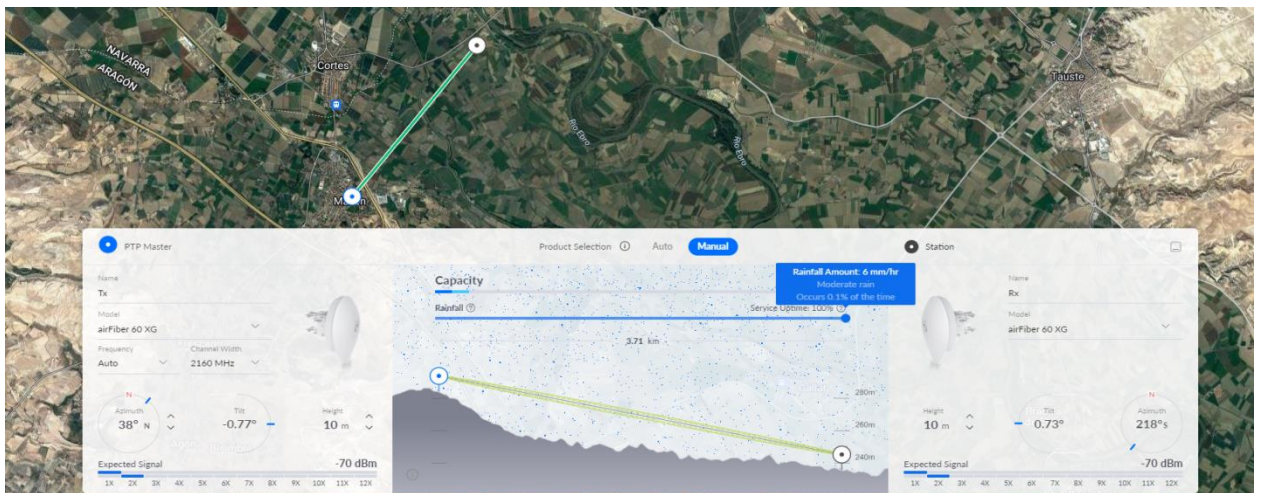 NAVARRA
ARAGÓN
Cortes
Tauste
Río Ebro
Río Ebro
PTP Master
Product Selection
Auto
Manual
Station
Rainfall Amount: 6 mm/hr
Moderate rain
Occurs 0.1% of the time
Name
Tx
Model
airFiber 60 XG
Frequency
Channel Width
Auto
2160 MHz
Capacity
Rainfall
Service Uptime: 100%
3.71 km
280m
260m
240m
Name
Rx
Model
airFiber 60 XG
N
Azimuth
38° N
Tilt
-0.77°
Height
10 m
Height
10 m
Tilt
0.73°
N
Azimuth
218°s
Expected Signal
-70 dBm
1X 2X 3X 4X 5X 6X 7X 8X 9X 10X 11X 12X
Expected Signal
-70 dBm
1X 2X 3X 4X 5X 6X 7X 8X 9X 10X 11X 12X